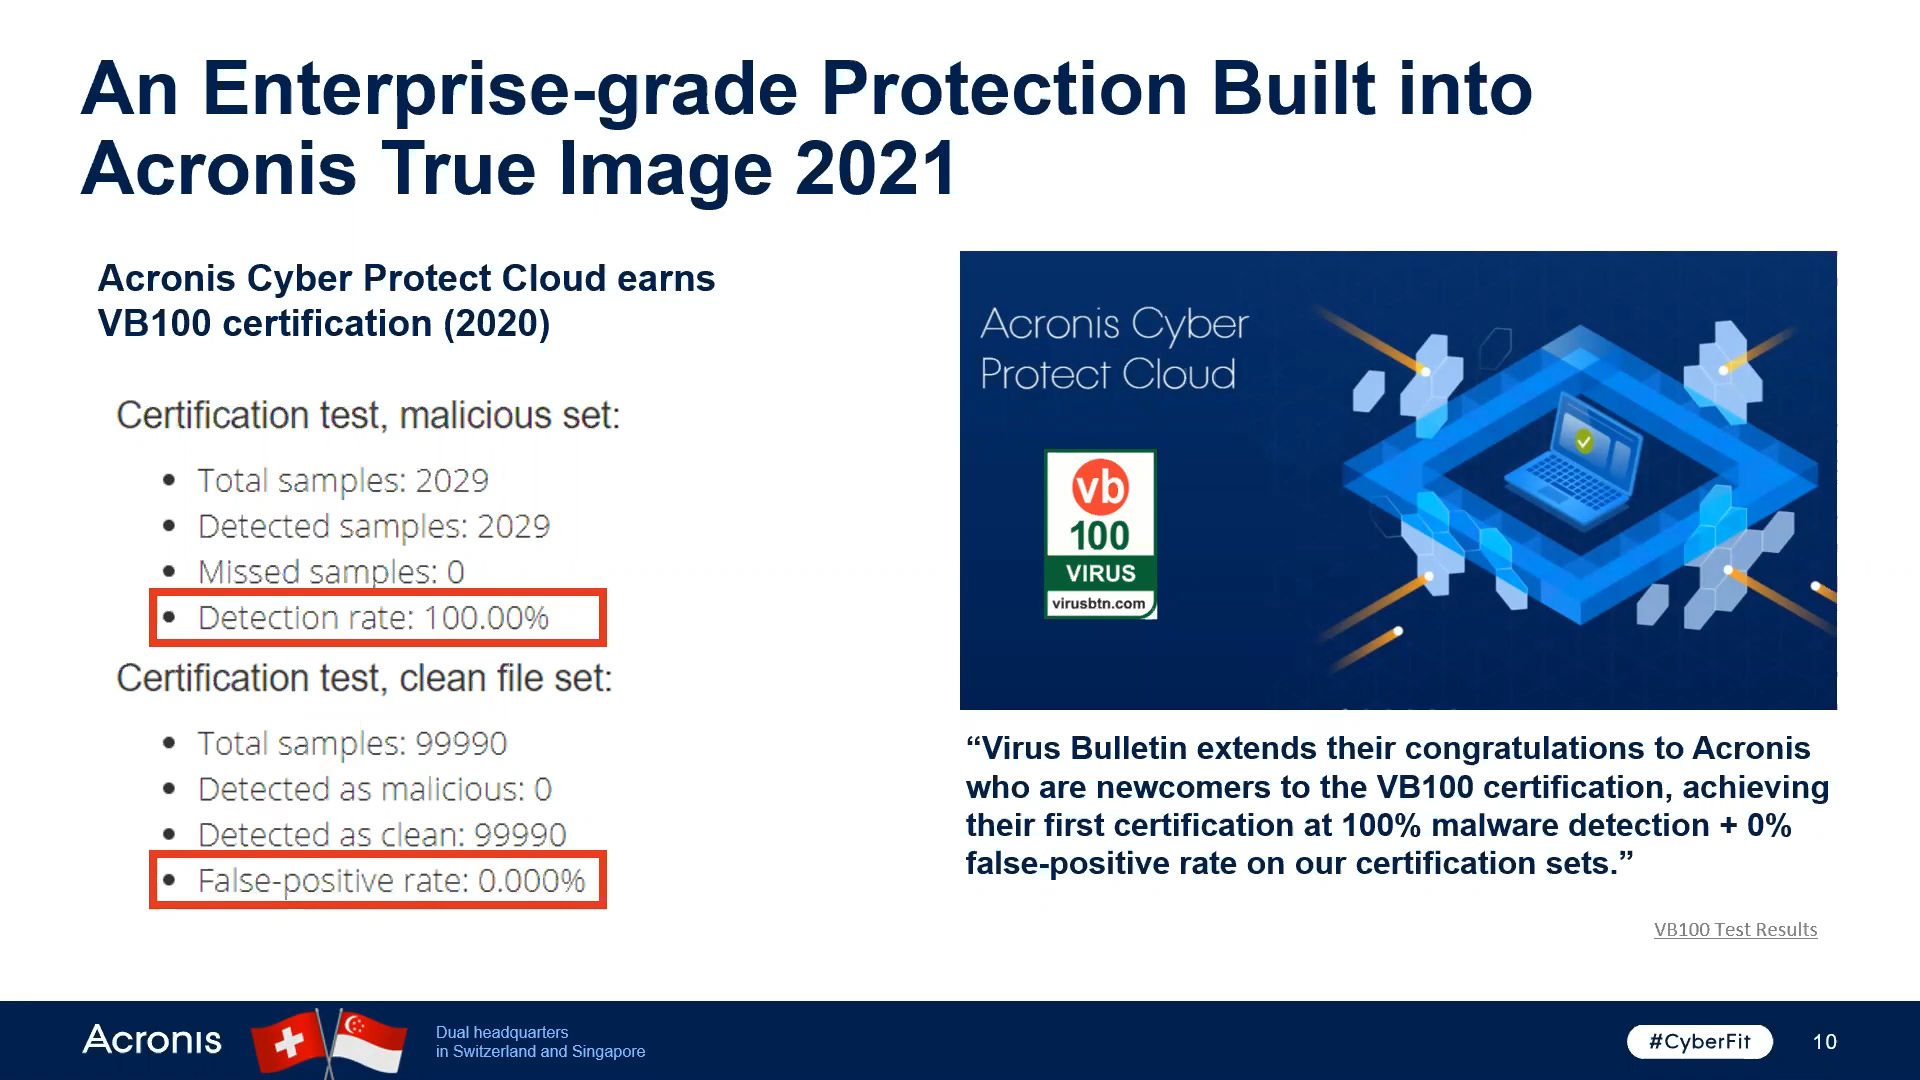 An Enterprise-grade Protection Built into
Acronis True Image 2021
Acronis Cyber Protect Cloud earns
VB100 certification (2020)
Certification test, malicious set:
• Total samples: 2029
• Detected samples: 2029
• Missed samples: 0
• Detection rate: 100.00%
Certification test, clean file set:
• Total samples: 99990
• Detected as malicious: 0
• Detected as clean: 99990
• False-positive rate: 0.000%
Acronis Cyber
Protect Cloud
vb
100
VIRUS
virusbtn.com
“Virus Bulletin extends their congratulations to Acronis
who are newcomers to the VB100 certification, achieving
their first certification at 100% malware detection + 0%
false-positive rate on our certification sets.”
VB100 Test Results
Acronis
Dual headquarters
in Switzerland and Singapore
#CyberFit
10